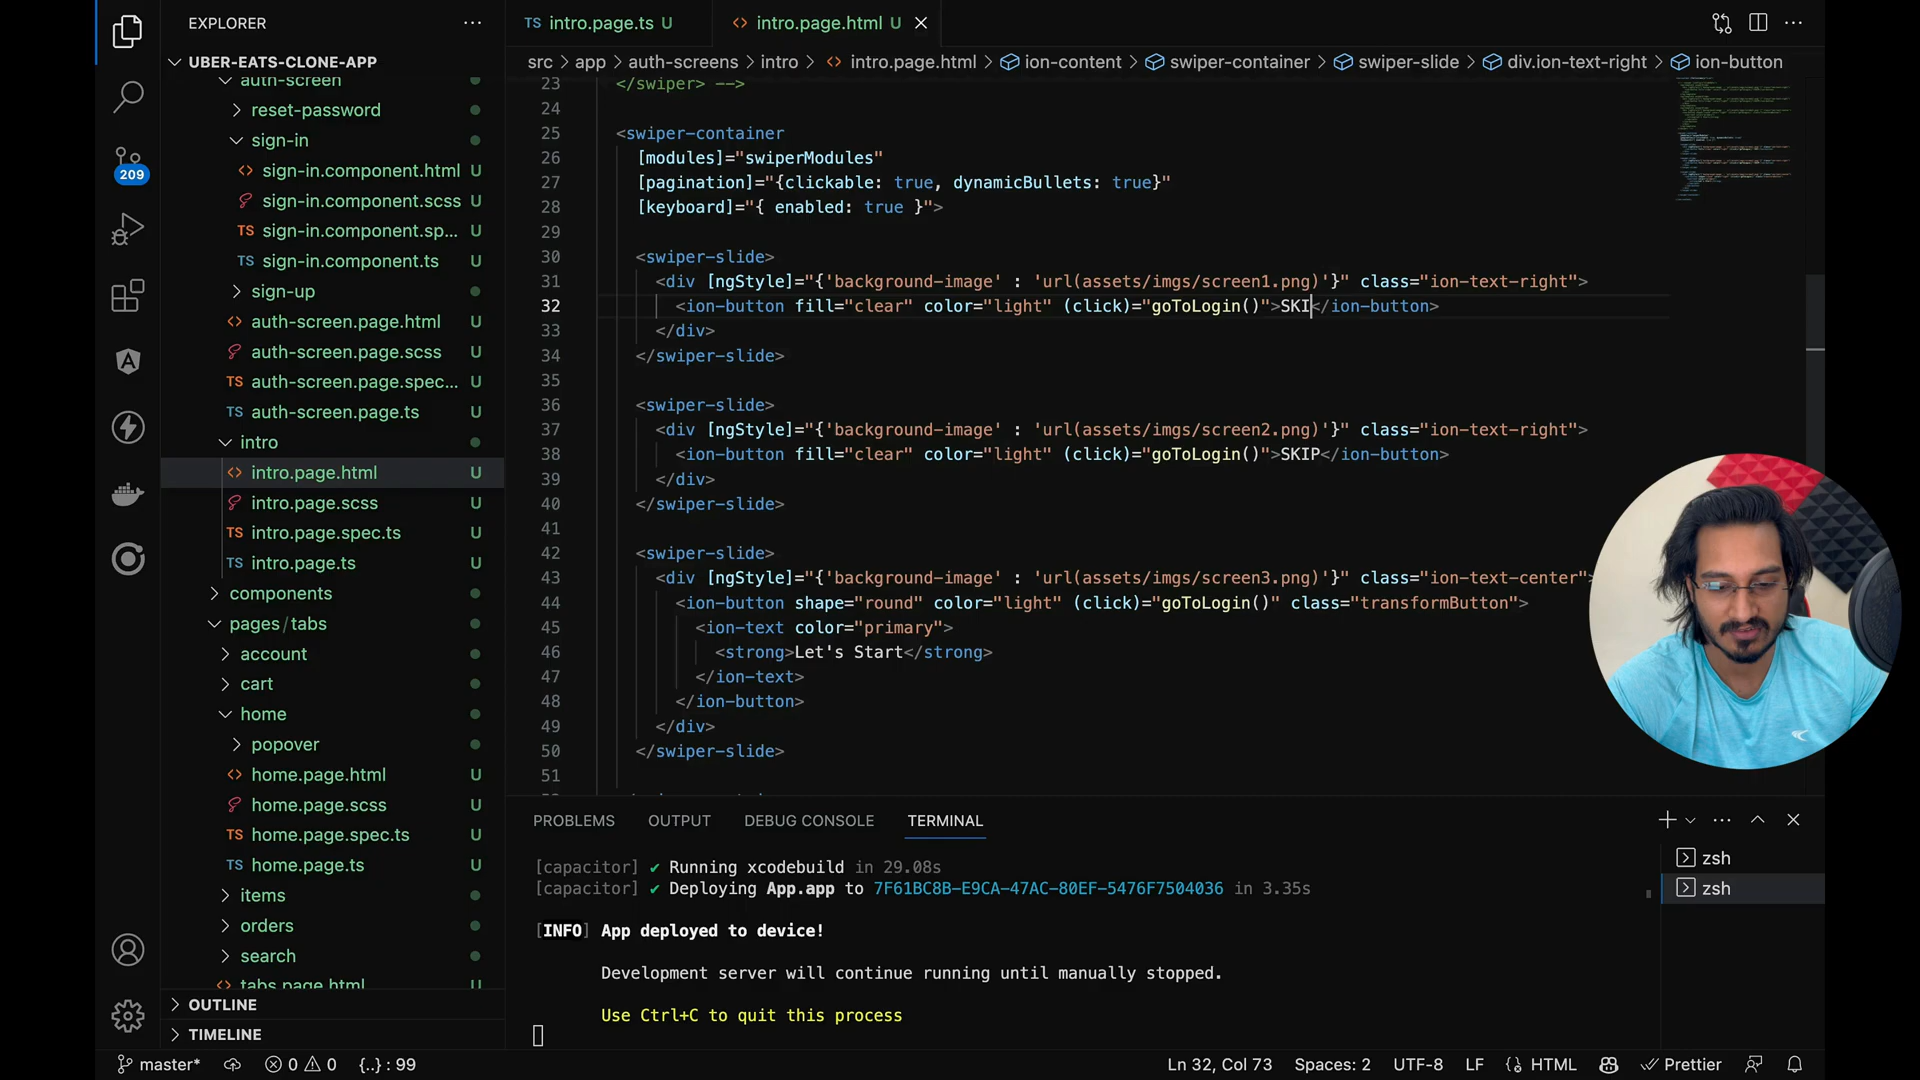 EXPLORER
UBER-EATS-CLONE-APP
auth-screen
reset-password
sign-in
sign-in.component.html U
sign-in.component.scss U
TS sign-in.component.sp... U
TS sign-in.component.ts U
sign-up
auth-screen.page.html U
auth-screen.page.scss U
TS auth-screen.page.spec... U
TS auth-screen.page.ts U
intro
intro.page.html U
intro.page.scss U
TS intro.page.spec.ts U
TS intro.page.ts U
components
pages/tabs
account
cart
home
popover
home.page.html U
home.page.scss U
TS home.page.spec.ts U
TS home.page.ts U
items
orders
search
tabs.page.html U
OUTLINE
TIMELINE
209
TS intro.page.ts U
intro.page.html U
src > app > auth-screens > intro > intro.page.html > ion-content > swiper-container > swiper-slide > div.ion-text-right > ion-button
23 </swiper> -->
24
25 <swiper-container
26 [modules]="swiperModules"
27 [pagination]="{clickable: true, dynamicBullets: true}"
28 [keyboard]="{ enabled: true }">
29
30 <swiper-slide>
31 <div [ngStyle]="{'background-image' : 'url(assets/imgs/screen1.png)'}" class="ion-text-right">
32 <ion-button fill="clear" color="light" (click)="goToLogin()">SKI</ion-button>
33 </div>
34 </swiper-slide>
35
36 <swiper-slide>
37 <div [ngStyle]="{'background-image' : 'url(assets/imgs/screen2.png)'}" class="ion-text-right">
38 <ion-button fill="clear" color="light" (click)="goToLogin()">SKIP</ion-button>
39 </div>
40 </swiper-slide>
41
42 <swiper-slide>
43 <div [ngStyle]="{'background-image' : 'url(assets/imgs/screen3.png)'}" class="ion-text-center">
44 <ion-button shape="round" color="light" (click)="goToLogin()" class="transformButton">
45 <ion-text color="primary">
46 <strong>Let's Start</strong>
47 </ion-text>
48 </ion-button>
49 </div>
50 </swiper-slide>
51
PROBLEMS OUTPUT DEBUG CONSOLE TERMINAL
[capacitor] ✔ Running xcodebuild in 29.08s
[capacitor] ✔ Deploying App.app to 7F61BC8B-E9CA-47AC-80EF-5476F7504036 in 3.35s
[INFO] App deployed to device!
Development server will continue running until manually stopped.
Use Ctrl+C to quit this process
zsh
zsh
master* 0 0 {..} : 99 Ln 32, Col 73 Spaces: 2 UTF-8 LF HTML Prettier